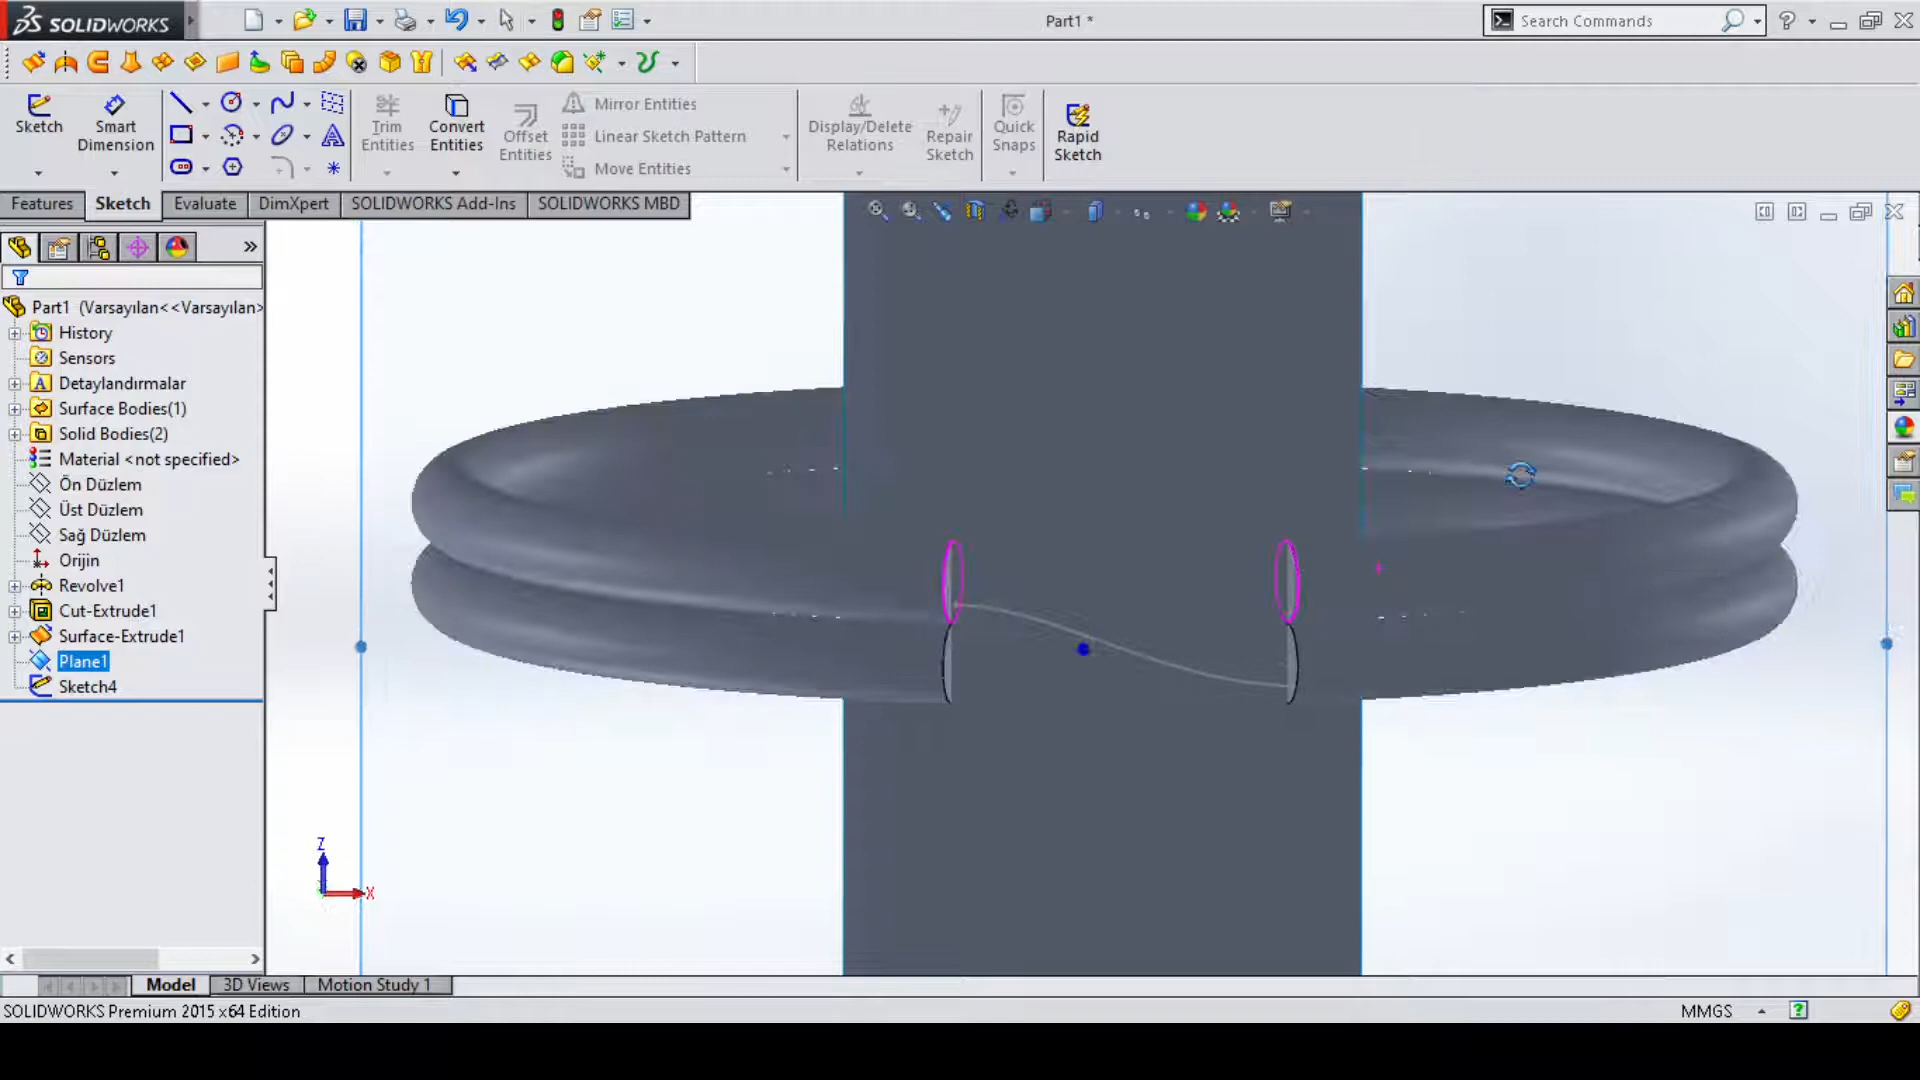 SOLIDWORKS
Part1 *
Search Commands
Sketch
Smart Dimension
Trim Entities
Convert Entities
Offset Entities
Mirror Entities
Linear Sketch Pattern
Move Entities
Display/Delete Relations
Repair Sketch
Quick Snaps
Rapid Sketch
Features
Sketch
Evaluate
DimXpert
SOLIDWORKS Add-Ins
SOLIDWORKS MBD
Part1 (Varsayılan<<Varsayılan>
History
Sensors
Detaylandırmalar
Surface Bodies(1)
Solid Bodies(2)
Material <not specified>
Ön Düzlem
Üst Düzlem
Sağ Düzlem
Orijin
Revolve1
Cut-Extrude1
Surface-Extrude1
Plane1
Sketch4
Z
X
Model
3D Views
Motion Study 1
SOLIDWORKS Premium 2015 x64 Edition
MMGS